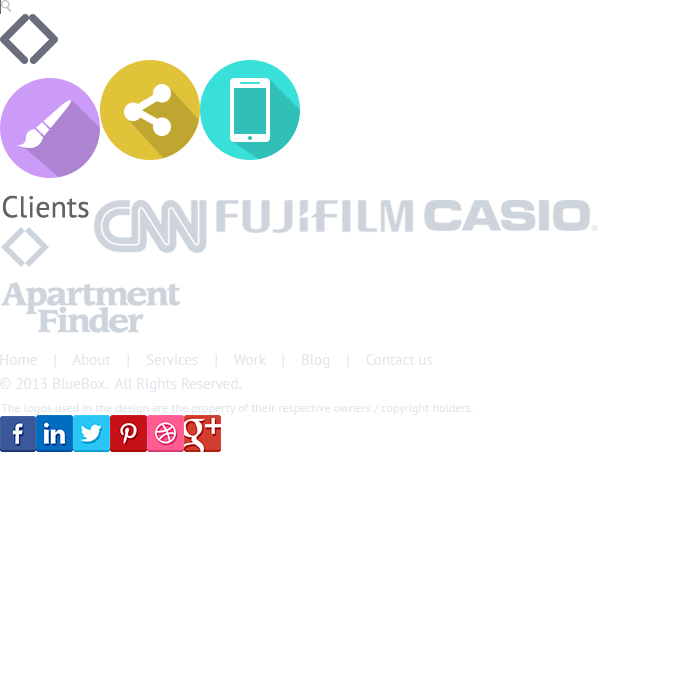 Clients
CNN FUJIFILM CASIO®
Apartment
Finder
Home | About | Services | Work | Blog | Contact us
© 2013 BlueBox. All Rights Reserved.
The logos used in the design are the property of their respective owners / copyright holders.
f in g+